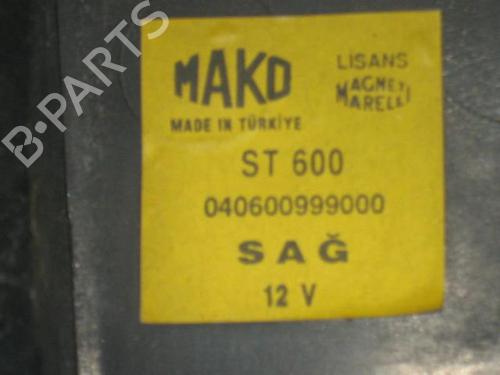 B-PARTS
MAKO
MADE IN TÜRKİYE
LISANS
MAGNETI
MARELLI
ST 600
040600999000
SAĞ
12 V